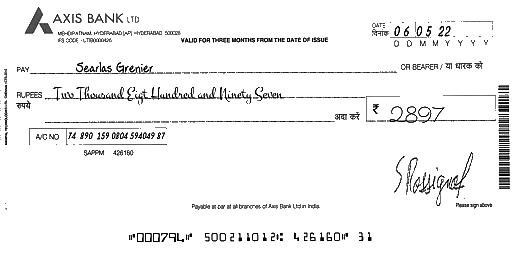 AXIS BANK LTD
MEHDIPATNAM, HYDERABAD [AP] HYDERABAD 500028
IFS CODE - UTIB0000426
VALID FOR THREE MONTHS FROM THE DATE OF ISSUE
DATE
दिनांक 06 05 22
D D M M Y Y Y Y
PAY Searlas Grenier OR BEARER / या धारक को
RUPEES Two Thousand Eigt Hundred and Ninety Seven
रुपये अदा करें ₹ 2897
A/C NO 74 890 159 0804 594049 87
SAPPM 426160
S Rossignol
Payable at par at all branches of Axis Bank Ltd in India.
Please sign above
"000794" 500211012: 426160" 31